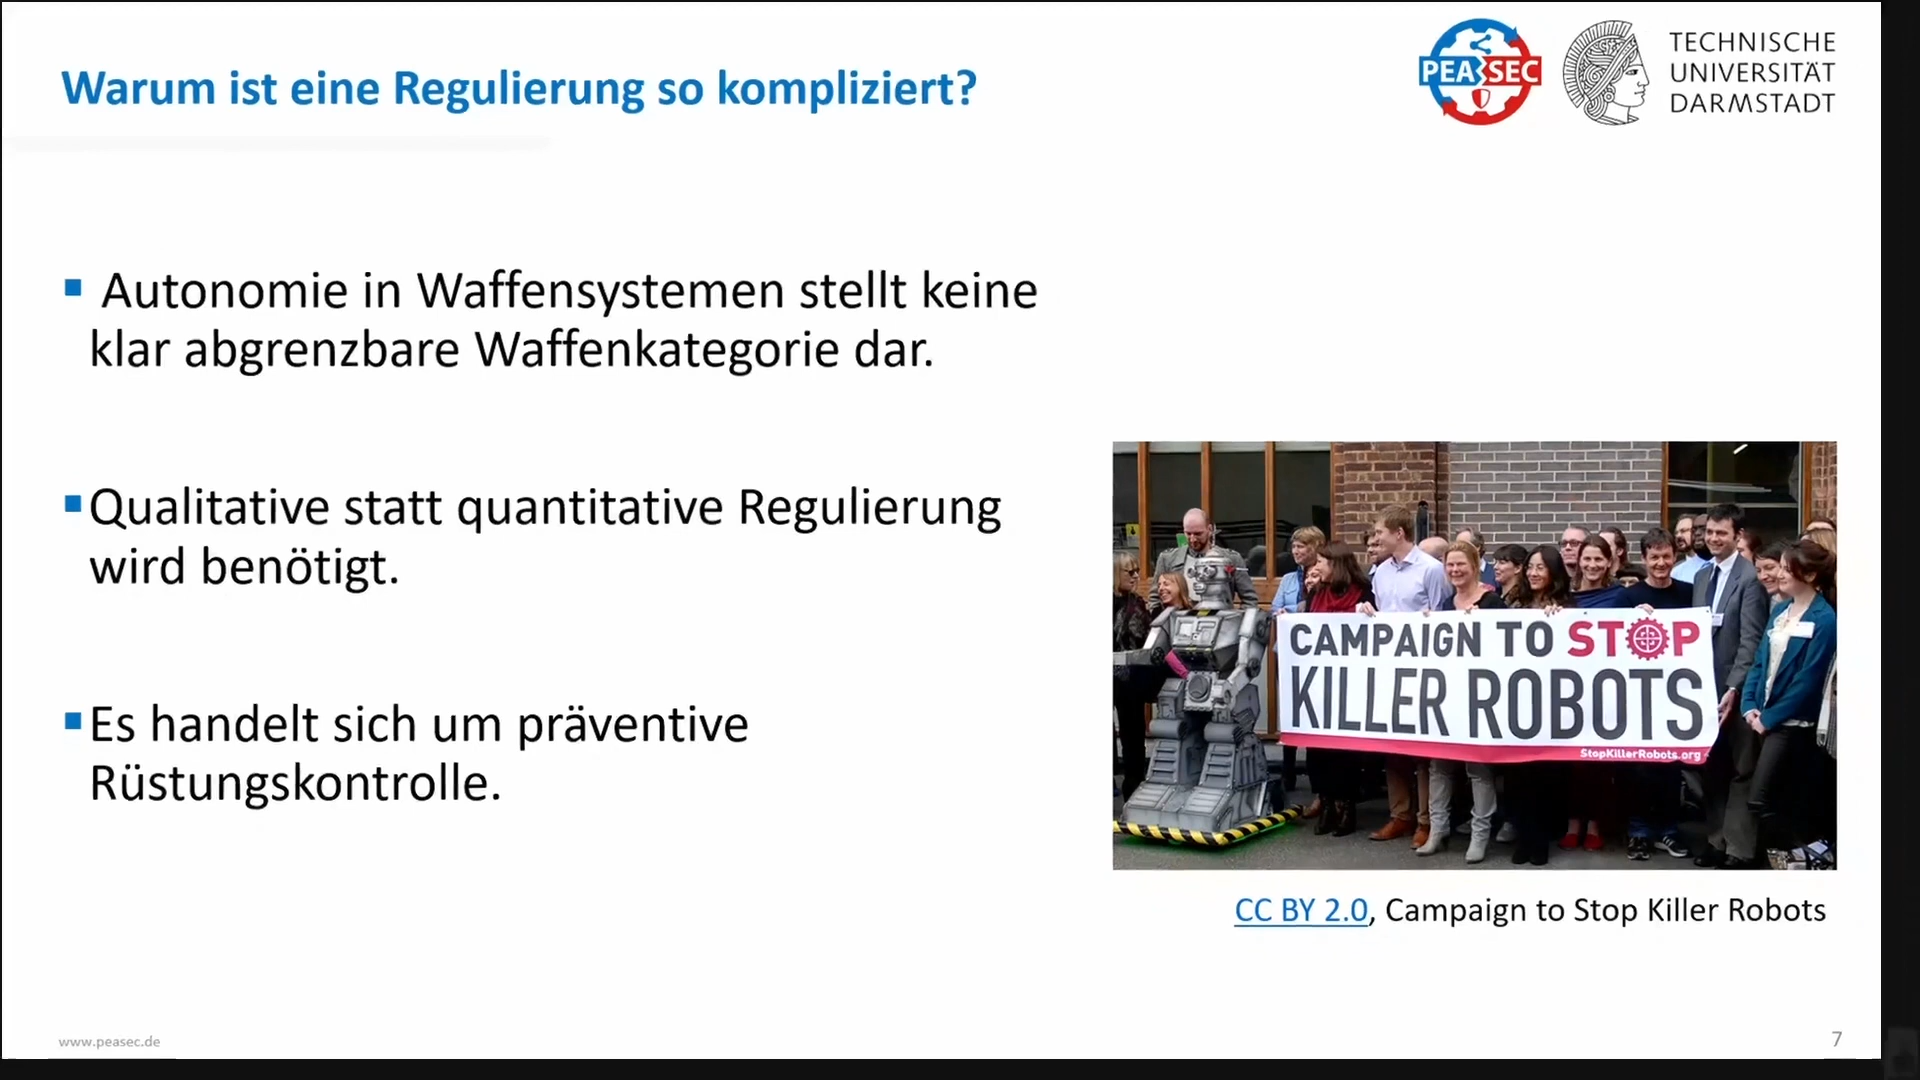 Warum ist eine Regulierung so kompliziert?
PEASEC
TECHNISCHE
UNIVERSITÄT
DARMSTADT
Autonomie in Waffensystemen stellt keine
klar abgrenzbare Waffenkategorie dar.
Qualitative statt quantitative Regulierung
wird benötigt.
Es handelt sich um präventive
Rüstungskontrolle.
CAMPAIGN TO STOP
KILLER ROBOTS
StopKillerRobots.org
CC BY 2.0, Campaign to Stop Killer Robots
www.peasec.de
7